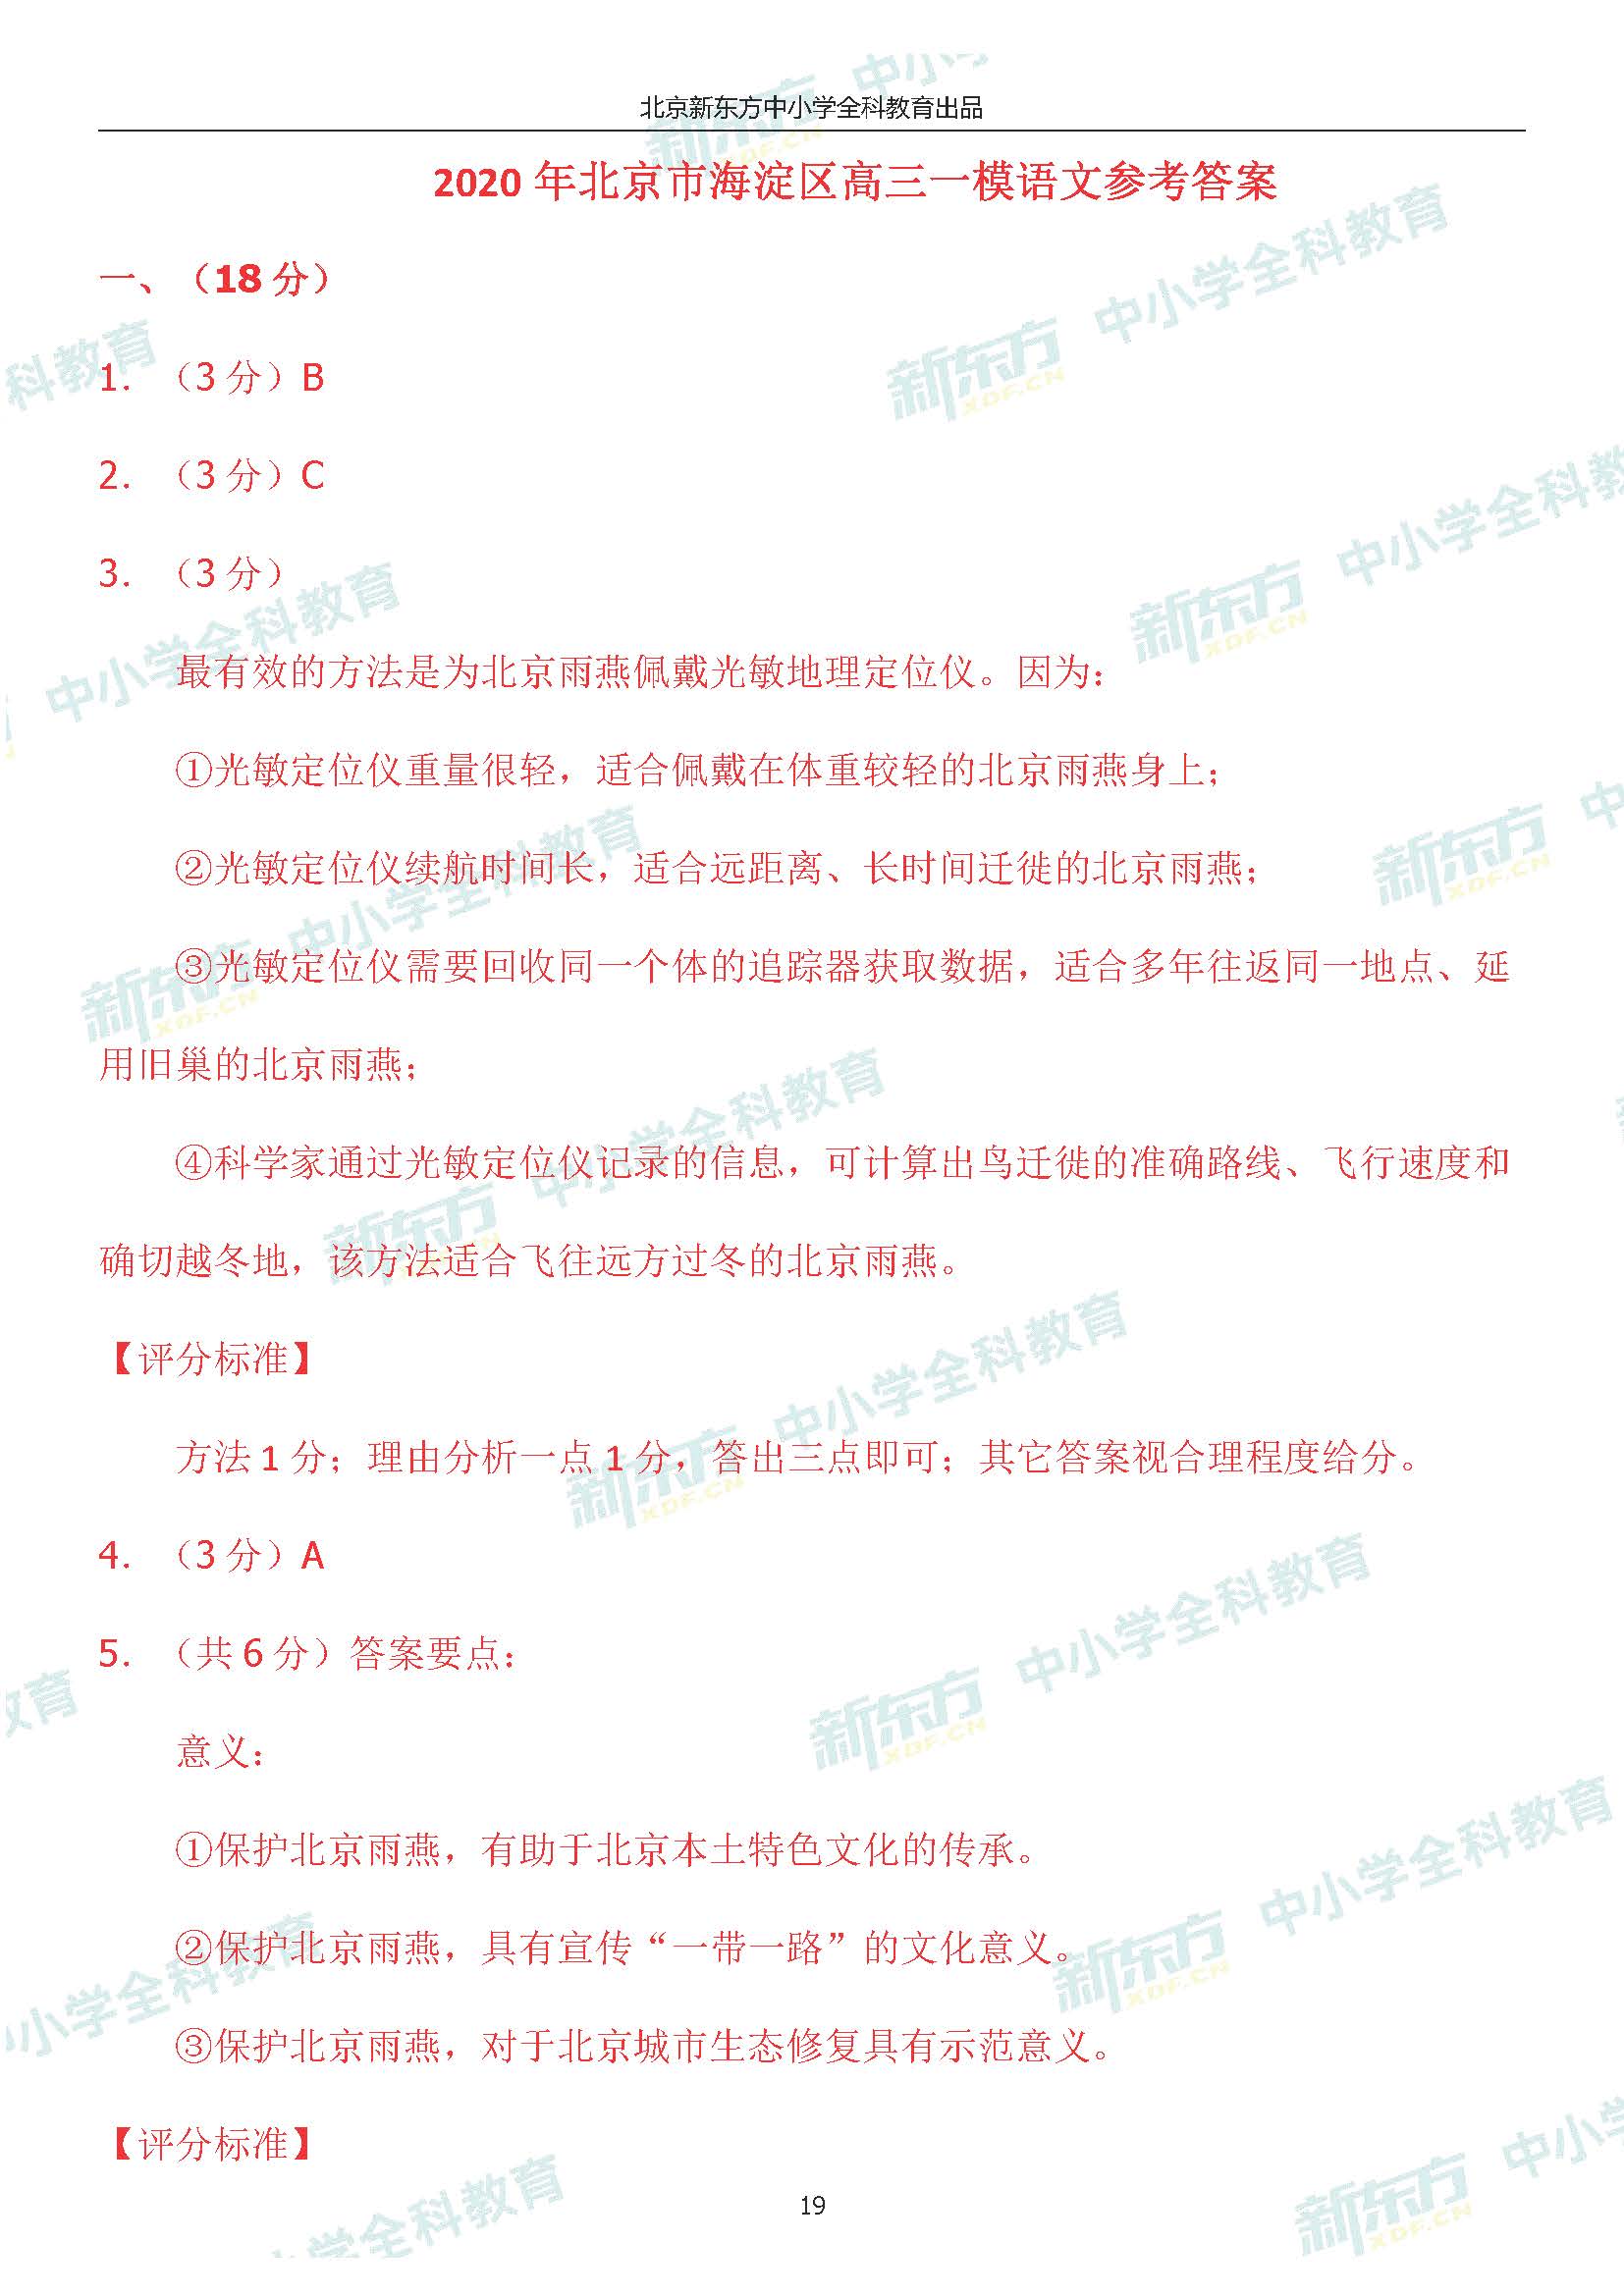 北京新东方中小学全科教育出品
2020 年北京市海淀区高三一模语文参考答案
一、（18 分）
1. （3 分）B
2. （3 分）C
3. （3 分）
最有效的方法是为北京雨燕佩戴光敏地理定位仪。因为：
①光敏定位仪重量很轻，适合佩戴在体重较轻的北京雨燕身上；
②光敏定位仪续航时间长，适合远距离、长时间迁徙的北京雨燕；
③光敏定位仪需要回收同一个体的追踪器获取数据，适合多年往返同一地点、延
用旧巢的北京雨燕；
④科学家通过光敏定位仪记录的信息，可计算出鸟迁徙的准确路线、飞行速度和
确切越冬地，该方法适合飞往远方过冬的北京雨燕。
【评分标准】
方法 1 分；理由分析一点 1 分，答出三点即可；其它答案视合理程度给分。
4. （3 分）A
5. （共 6 分）答案要点：
意义：
①保护北京雨燕，有助于北京本土特色文化的传承。
②保护北京雨燕，具有宣传“一带一路”的文化意义。
③保护北京雨燕，对于北京城市生态修复具有示范意义。
【评分标准】
19
新东方 XDF.CN 中小学全科教育